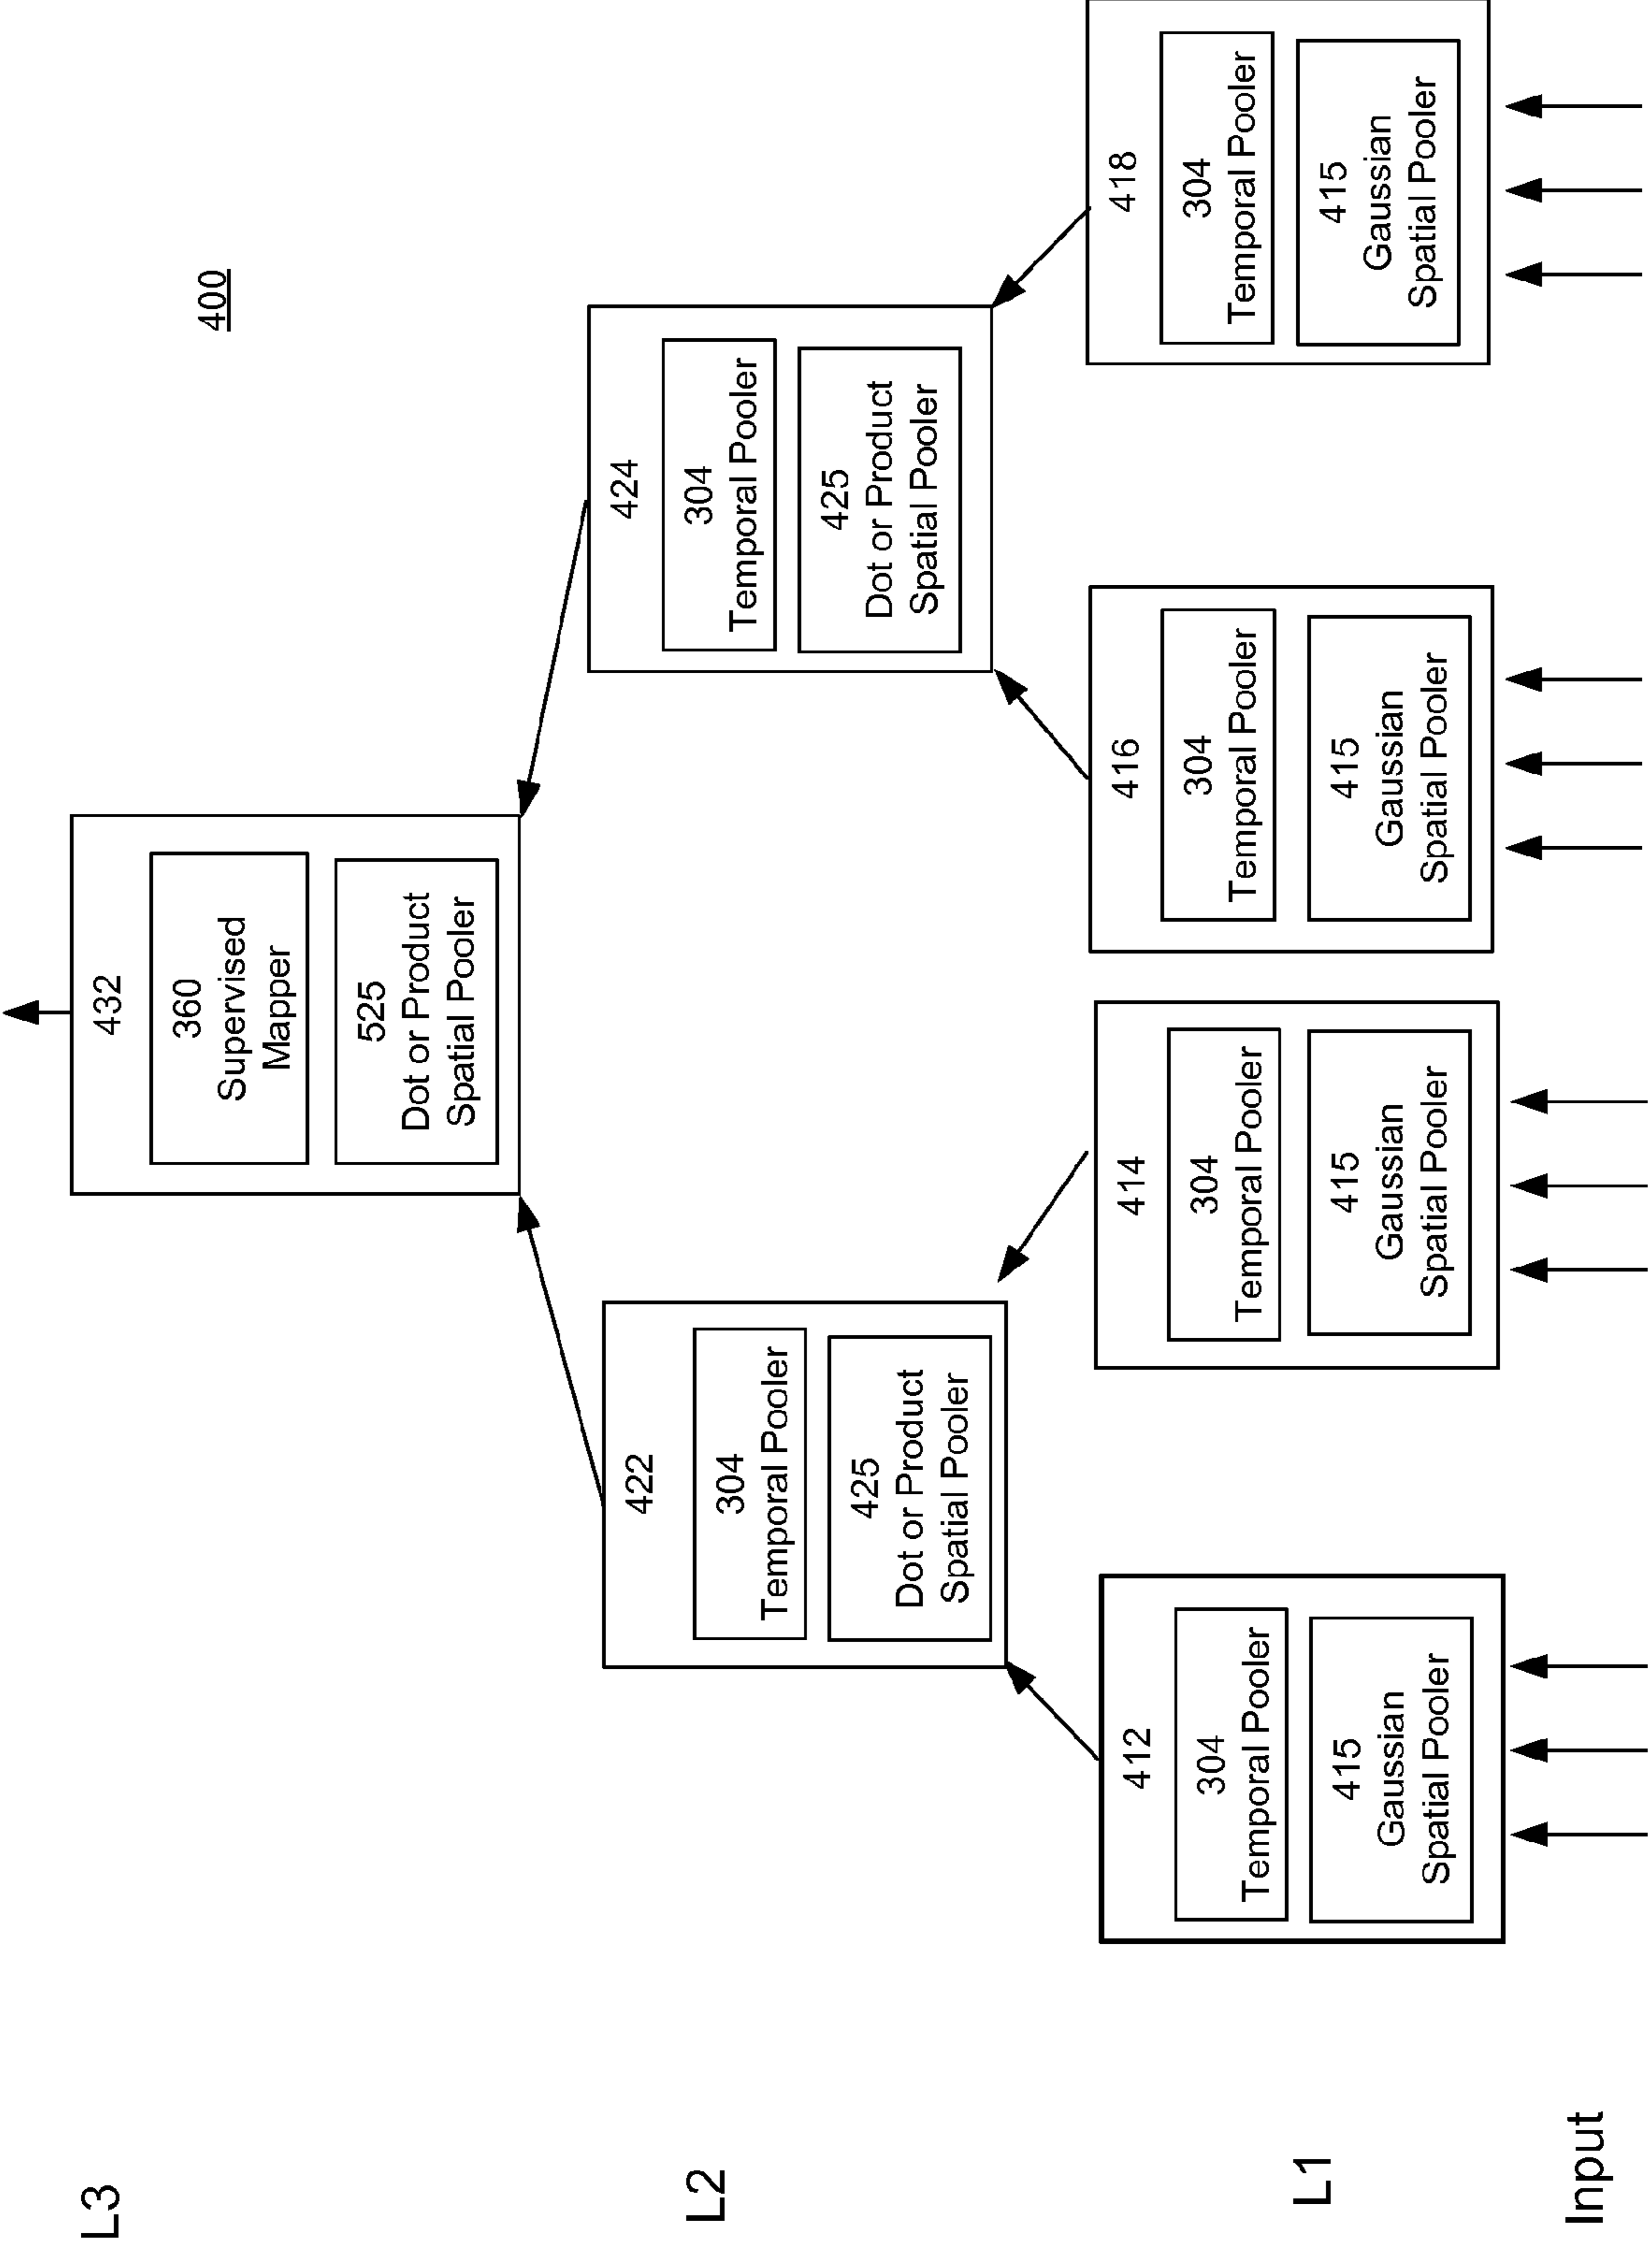 400
L3
432
360
Supervised
Mapper
525
Dot or Product
Spatial Pooler
L2
422
304
Temporal Pooler
425
Dot or Product
Spatial Pooler
424
304
Temporal Pooler
425
Dot or Product
Spatial Pooler
L1
412
304
Temporal Pooler
415
Gaussian
Spatial Pooler
414
304
Temporal Pooler
415
Gaussian
Spatial Pooler
416
304
Temporal Pooler
415
Gaussian
Spatial Pooler
418
304
Temporal Pooler
415
Gaussian
Spatial Pooler
Input